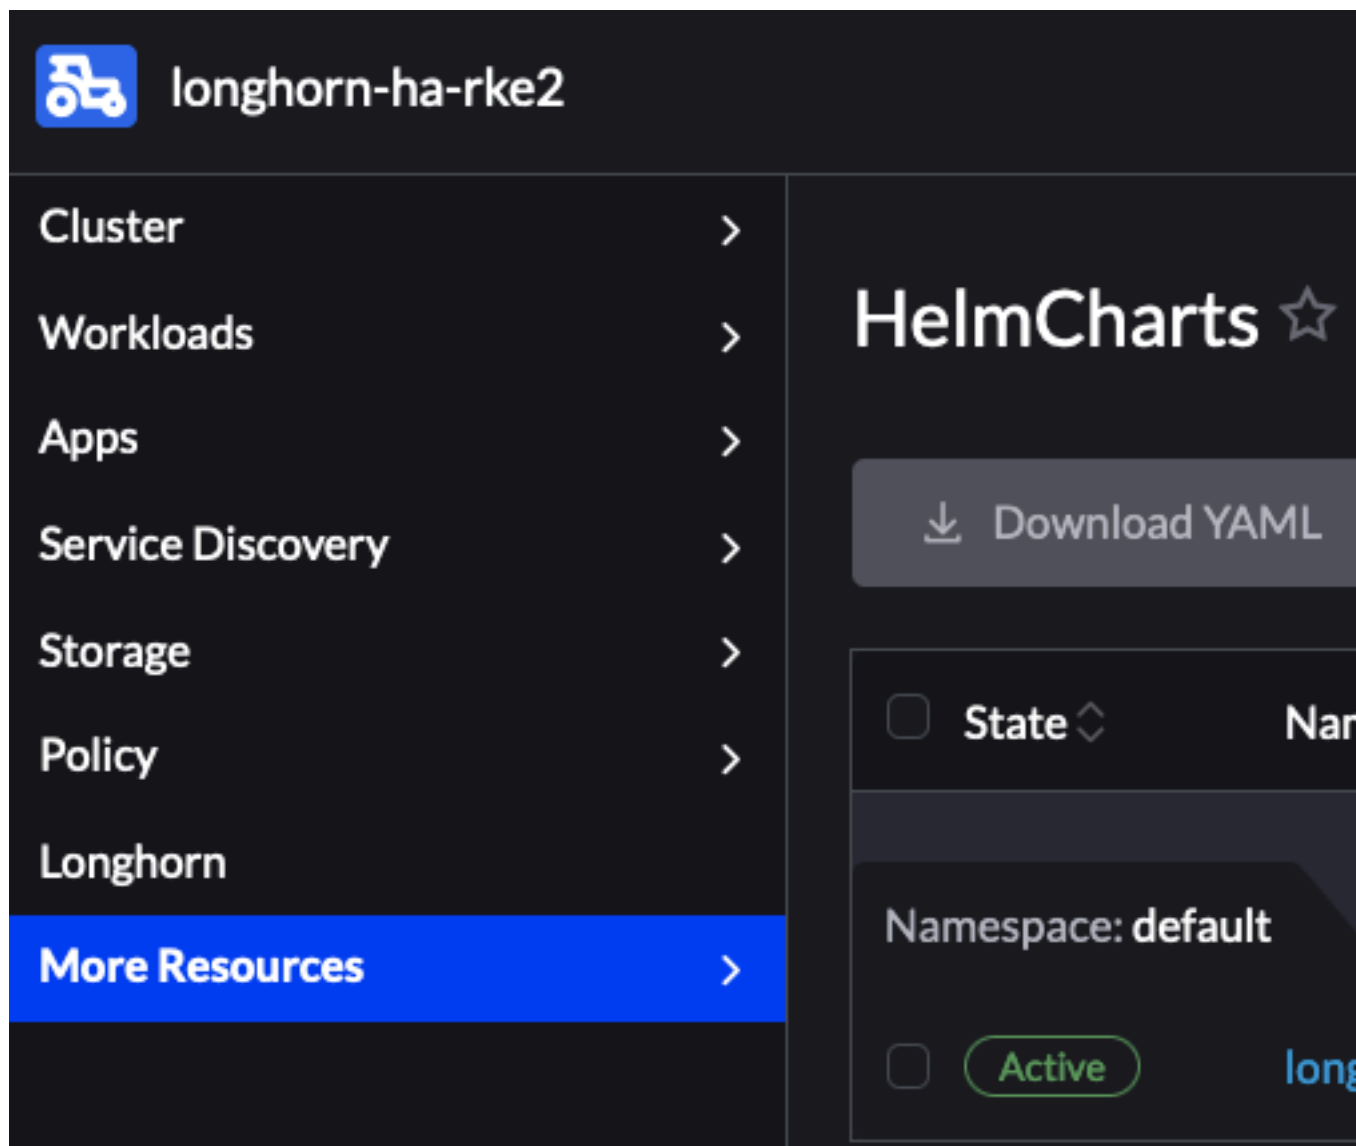 longhorn-ha-rke2
Cluster
Workloads
Apps
Service Discovery
Storage
Policy
Longhorn
More Resources
HelmCharts
Download YAML
State
Namespace: default
Active